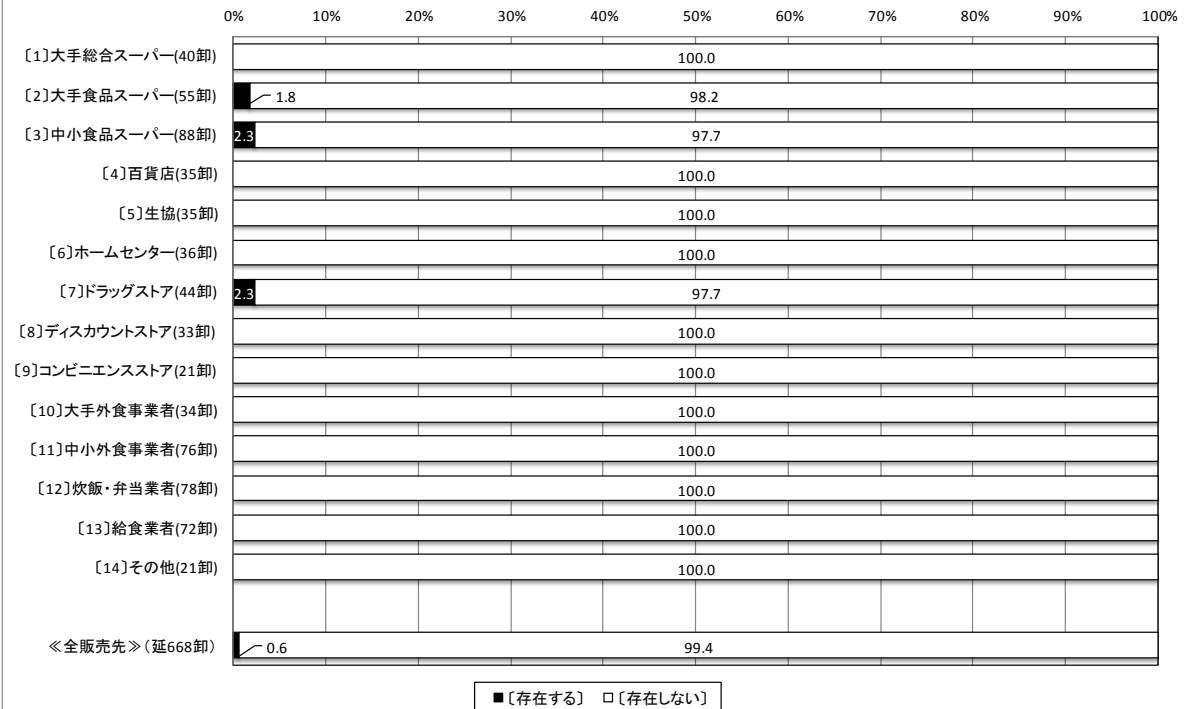 0% 10% 20% 30% 40% 50% 60% 70% 80% 90% 100%
〔1〕大手総合スーパー(40卸) 100.0
〔2〕大手食品スーパー(55卸) 1.8 98.2
〔3〕中小食品スーパー(88卸) 2.3 97.7
〔4〕百貨店(35卸) 100.0
〔5〕生協(35卸) 100.0
〔6〕ホームセンター(36卸) 100.0
〔7〕ドラッグストア(44卸) 2.3 97.7
〔8〕ディスカウントストア(33卸) 100.0
〔9〕コンビニエンスストア(21卸) 100.0
〔10〕大手外食事業者(34卸) 100.0
〔11〕中小外食事業者(76卸) 100.0
〔12〕炊飯・弁当業者(78卸) 100.0
〔13〕給食業者(72卸) 100.0
〔14〕その他(21卸) 100.0
≪全販売先≫（延668卸） 0.6 99.4
■〔存在する〕 □〔存在しない〕